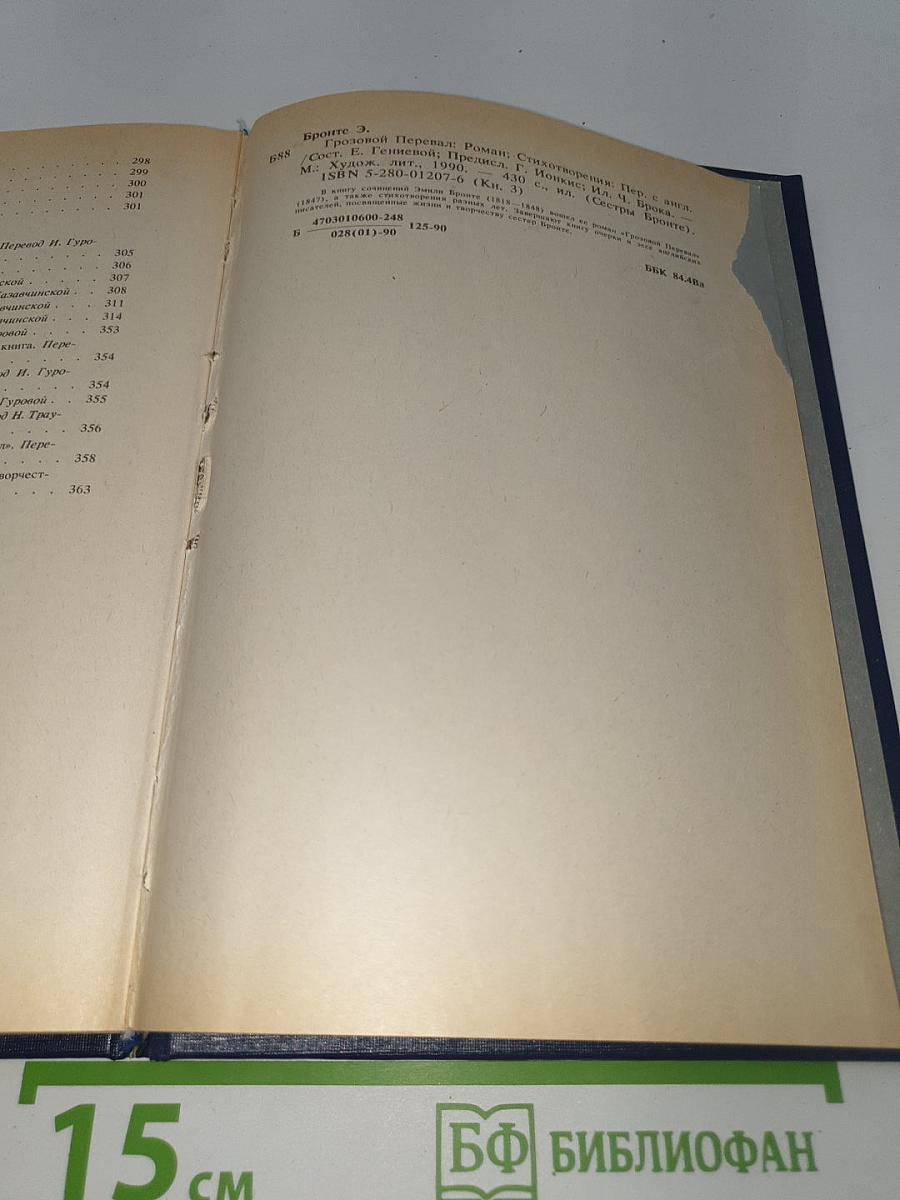 . 298
. 299
. 300
. 301
. 301
Перевод И. Гуро-
. 305
. 306
ской . . . . . . 307
Казавчинской . . 308
вчинской . . . 311
чинской . . . 314
ровой . . . . . 353
книга. Пере-
. . . . . . . 354
од И. Гуро-
. . . . . . 354
Гуровой . . 355
од Н. Трау-
. . . . . . 356
л». Пере-
. . . . . . 358
ворчест-
. . . . 363
Бронте Э.
Б88 Грозовой Перевал: Роман; Стихотворения: Пер. с англ.
/Сост. Е. Гениевой; Предисл. Г. Ионкис; Ил. Ч. Брока. —
М.: Худож. лит., 1990. — 430 с., ил. (Сестры Бронте).
ISBN 5-280-01207-6 (Кн. 3)
В книгу сочинений Эмили Бронте (1818—1848) вошел ее роман «Грозовой Перевал»
(1847), а также стихотворения разных лет. Завершают книгу очерки и эссе английских
писателей, посвященные жизни и творчеству сестер Бронте.
Б 4703010600-248 125-90
028(01)-90
ББК 84.4Вл
15 см
БФ БИБЛИОФАН